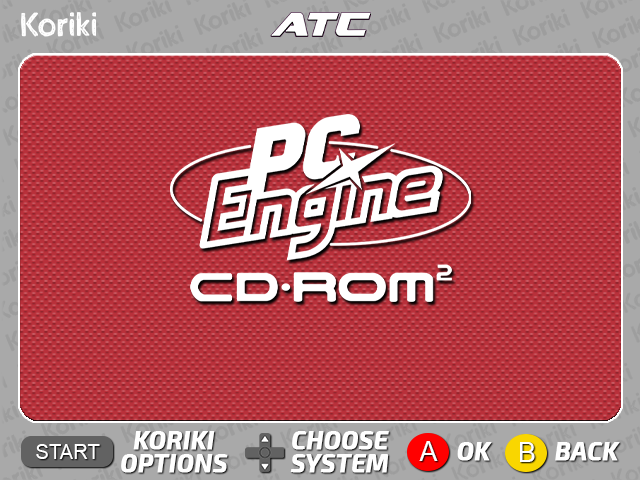 Koriki
ATC
PC
Engine
CD·ROM²
START
KORIKI
OPTIONS
CHOOSE
SYSTEM
A
OK
B
BACK